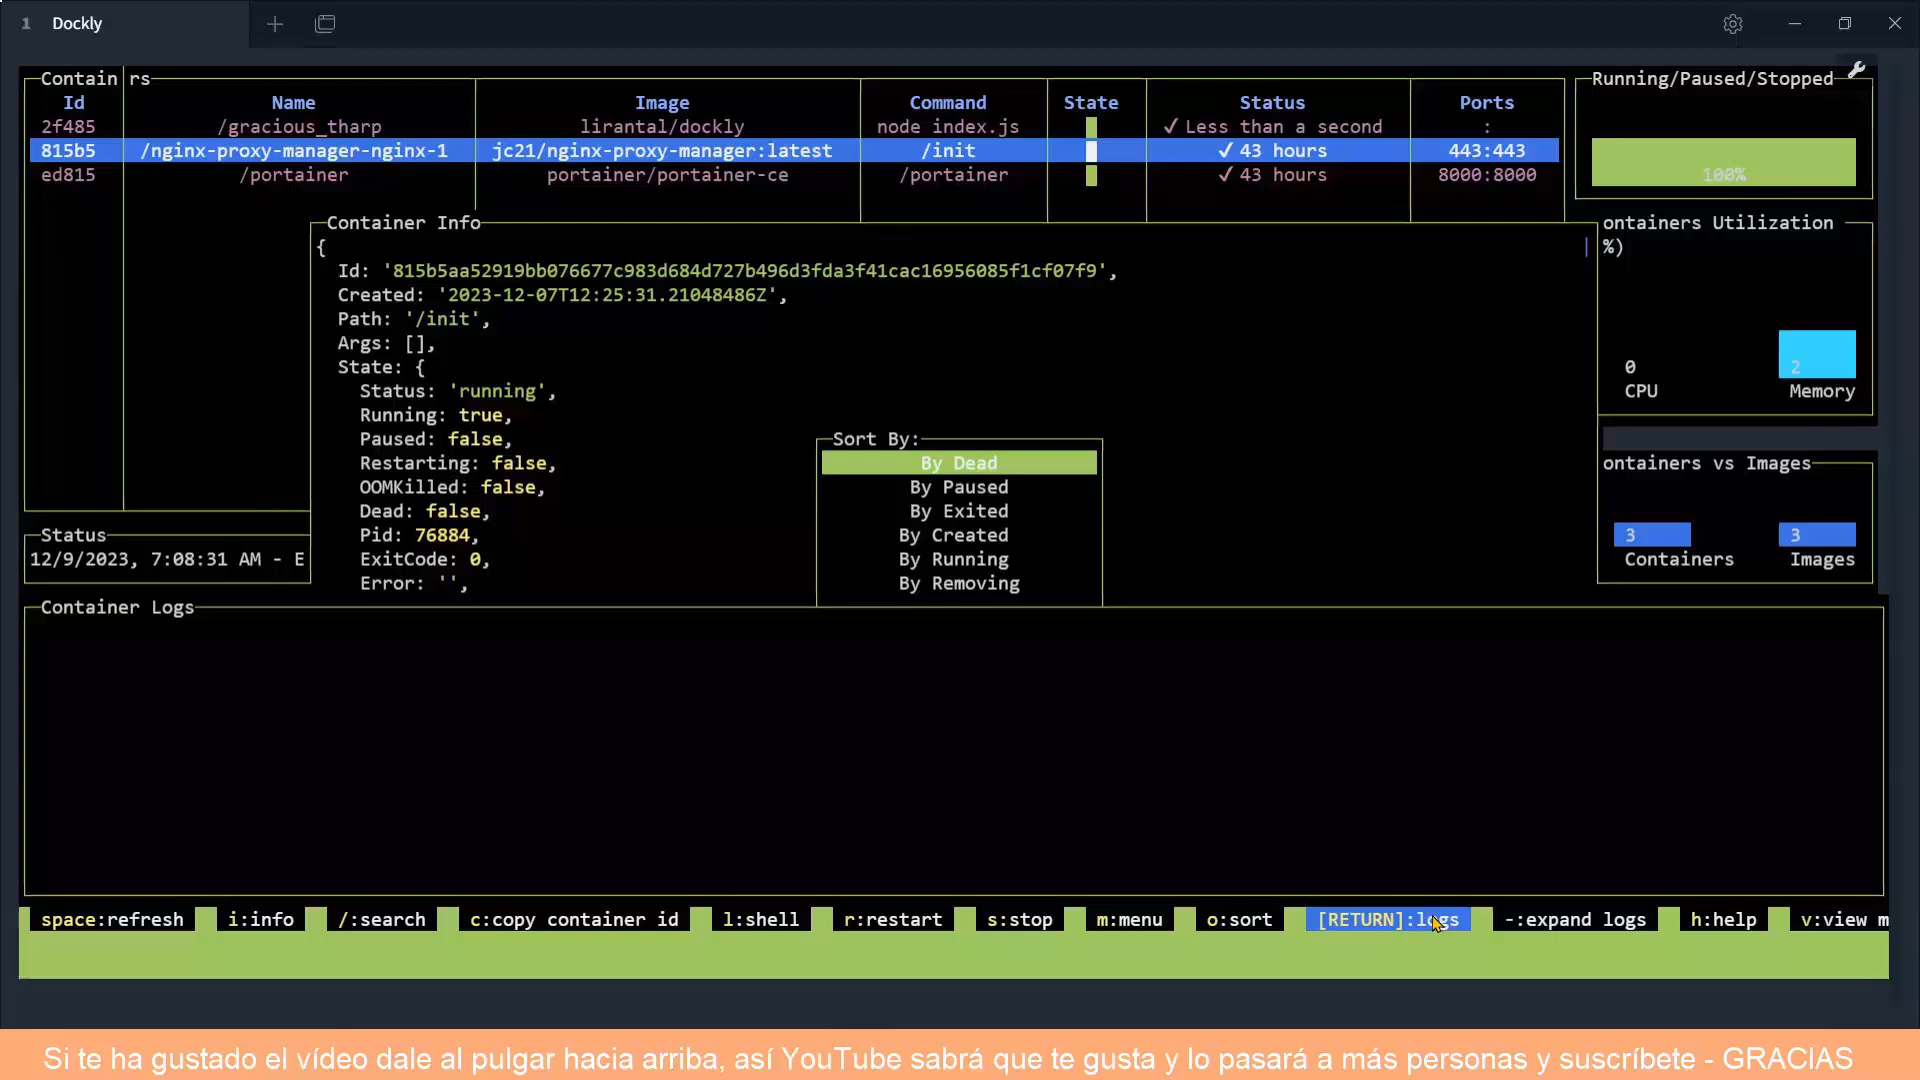 1 Dockly
Contain rs
Running/Paused/Stopped
Id Name Image Command State Status Ports
2f485 /gracious_tharp lirantal/dockly node index.js ✓ Less than a second :
815b5 /nginx-proxy-manager-nginx-1 jc21/nginx-proxy-manager:latest /init ✓ 43 hours 443:443
ed815 /portainer portainer/portainer-ce /portainer ✓ 43 hours 8000:8000
100%
Container Info
ontainers Utilization
{
%)
Id: '815b5aa52919bb076677c983d684d727b496d3fda3f41cac16956085f1cf07f9',
Created: '2023-12-07T12:25:31.21048486Z',
Path: '/init',
Args: [],
State: {
Status: 'running',
Running: true,
Paused: false,
Restarting: false,
OOMKilled: false,
Dead: false,
Pid: 76884,
ExitCode: 0,
Error: '',
0 2
CPU Memory
Sort By:
By Dead
By Paused
By Exited
By Created
By Running
By Removing
ontainers vs Images
3 3
Containers Images
Status
12/9/2023, 7:08:31 AM - E
Container Logs
space:refresh i:info /:search c:copy container id l:shell r:restart s:stop m:menu o:sort [RETURN]:logs -:expand logs h:help v:view m
Si te ha gustado el vídeo dale al pulgar hacia arriba, así YouTube sabrá que te gusta y lo pasará a más personas y suscríbete - GRACIAS